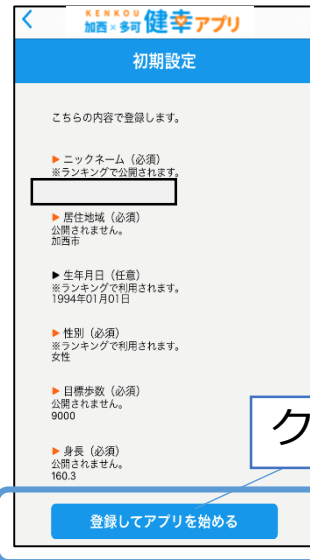 KENKOU
加西×多可 健幸アプリ
初期設定
こちらの内容で登録します。
▶ ニックネーム（必須）
※ランキングで公開されます。
▶ 居住地域（必須）
公開されません。
加西市
▶ 生年月日（任意）
※ランキングで利用されます。
1994年01月01日
▶ 性別（必須）
※ランキングで利用されます。
女性
▶ 目標歩数（必須）
公開されません。
9000
▶ 身長（必須）
公開されません。
160.3
ク
登録してアプリを始める